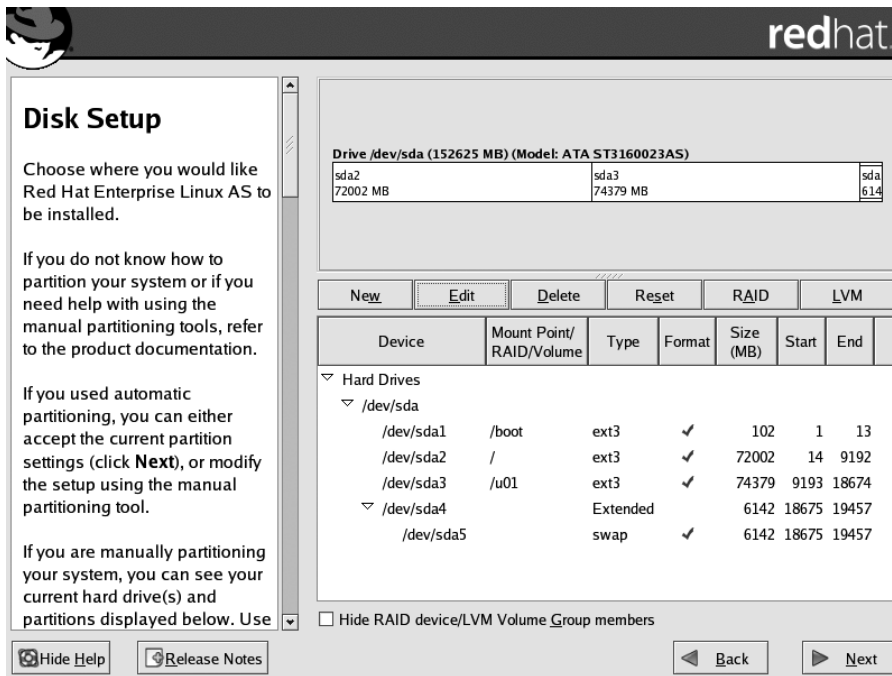 redhat.
Disk Setup
Choose where you would like
Red Hat Enterprise Linux AS to
be installed.
If you do not know how to
partition your system or if you
need help with using the
manual partitioning tools, refer
to the product documentation.
If you used automatic
partitioning, you can either
accept the current partition
settings (click Next), or modify
the setup using the manual
partitioning tool.
If you are manually partitioning
your system, you can see your
current hard drive(s) and
partitions displayed below. Use
Drive /dev/sda (152625 MB) (Model: ATA ST3160023AS)
sda2 sda3 sda
72002 MB 74379 MB 614
New Edit Delete Reset RAID LVM
Device Mount Point/ RAID/Volume Type Format Size (MB) Start End
Hard Drives
/dev/sda
/dev/sda1 /boot ext3 ✓ 102 1 13
/dev/sda2 / ext3 ✓ 72002 14 9192
/dev/sda3 /u01 ext3 ✓ 74379 9193 18674
/dev/sda4 Extended 6142 18675 19457
/dev/sda5 swap ✓ 6142 18675 19457
Hide RAID device/LVM Volume Group members
Hide Help Release Notes Back Next